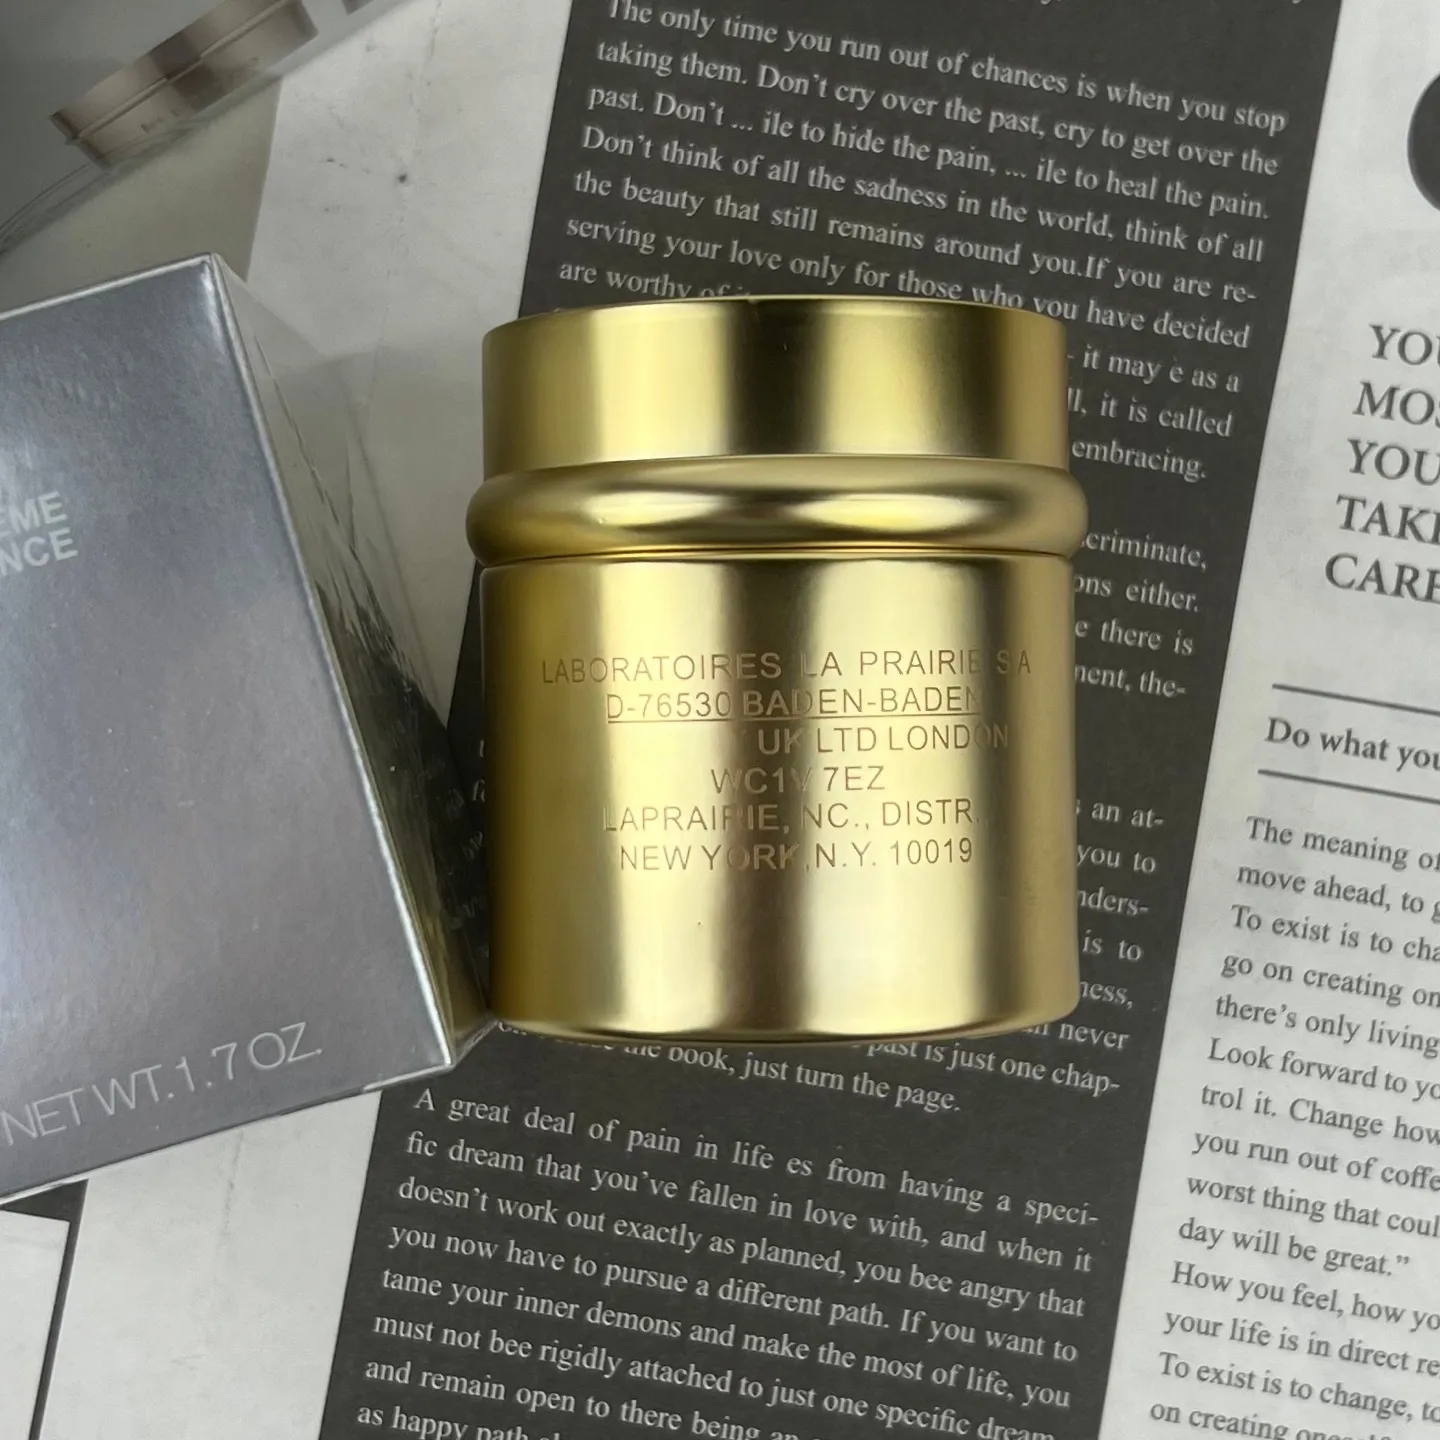 The only time you run out of chances is when you stop
taking them. Don't cry over the past, cry to get over the
past. Don't ... ile to hide the pain, ... ile to heal the pain.
Don't think of all the sadness in the world, think of all
the beauty that still remains around you.If you are re-
serving your love only for those who you have decided
are worthy of
it may e as a
it is called
embracing.
criminate,
ons either.
e there is
nent, the-
s an at-
you to
nders-
is to
ness,
never
past is just one chap-
the book, just turn the page.
A great deal of pain in life es from having a speci-
fic dream that you've fallen in love with, and when it
doesn't work out exactly as planned, you bee angry that
you now have to pursue a different path. If you want to
tame your inner demons and make the most of life, you
must not bee rigidly attached to just one specific dream
and remain open to there being an
as happy path
EME
NCE
NET WT.1.7 OZ.
LABORATOIRES LA PRAIRIE SA
D-76530 BADEN-BADEN
Y UK LTD LONDON
WC1V 7EZ
LAPRAIRIE, NC., DISTR.
NEW YORK,N.Y. 10019
YOU
MOS
YOU
TAKE
CARE
Do what you
The meaning of
move ahead, to g
To exist is to cha
go on creating on
there's only living
Look forward to yo
trol it. Change how
you run out of coffe
worst thing that coul
day will be great."
How you feel, how yo
your life is in direct re
To exist is to change, to
on creating